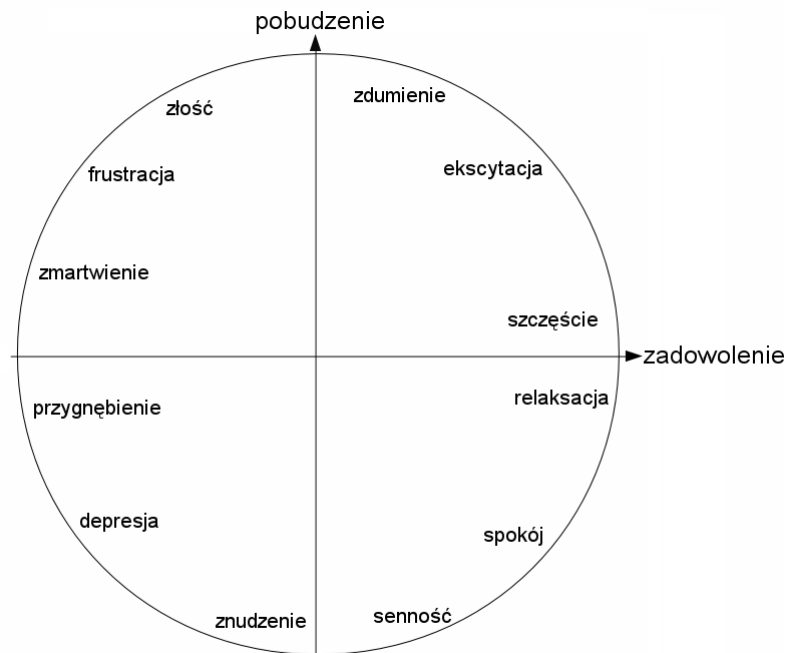 pobudzenie
złość
zdumienie
frustracja
ekscytacja
zmartwienie
szczęście
zadowolenie
przygnębienie
relaksacja
depresja
spokój
znudzenie
senność